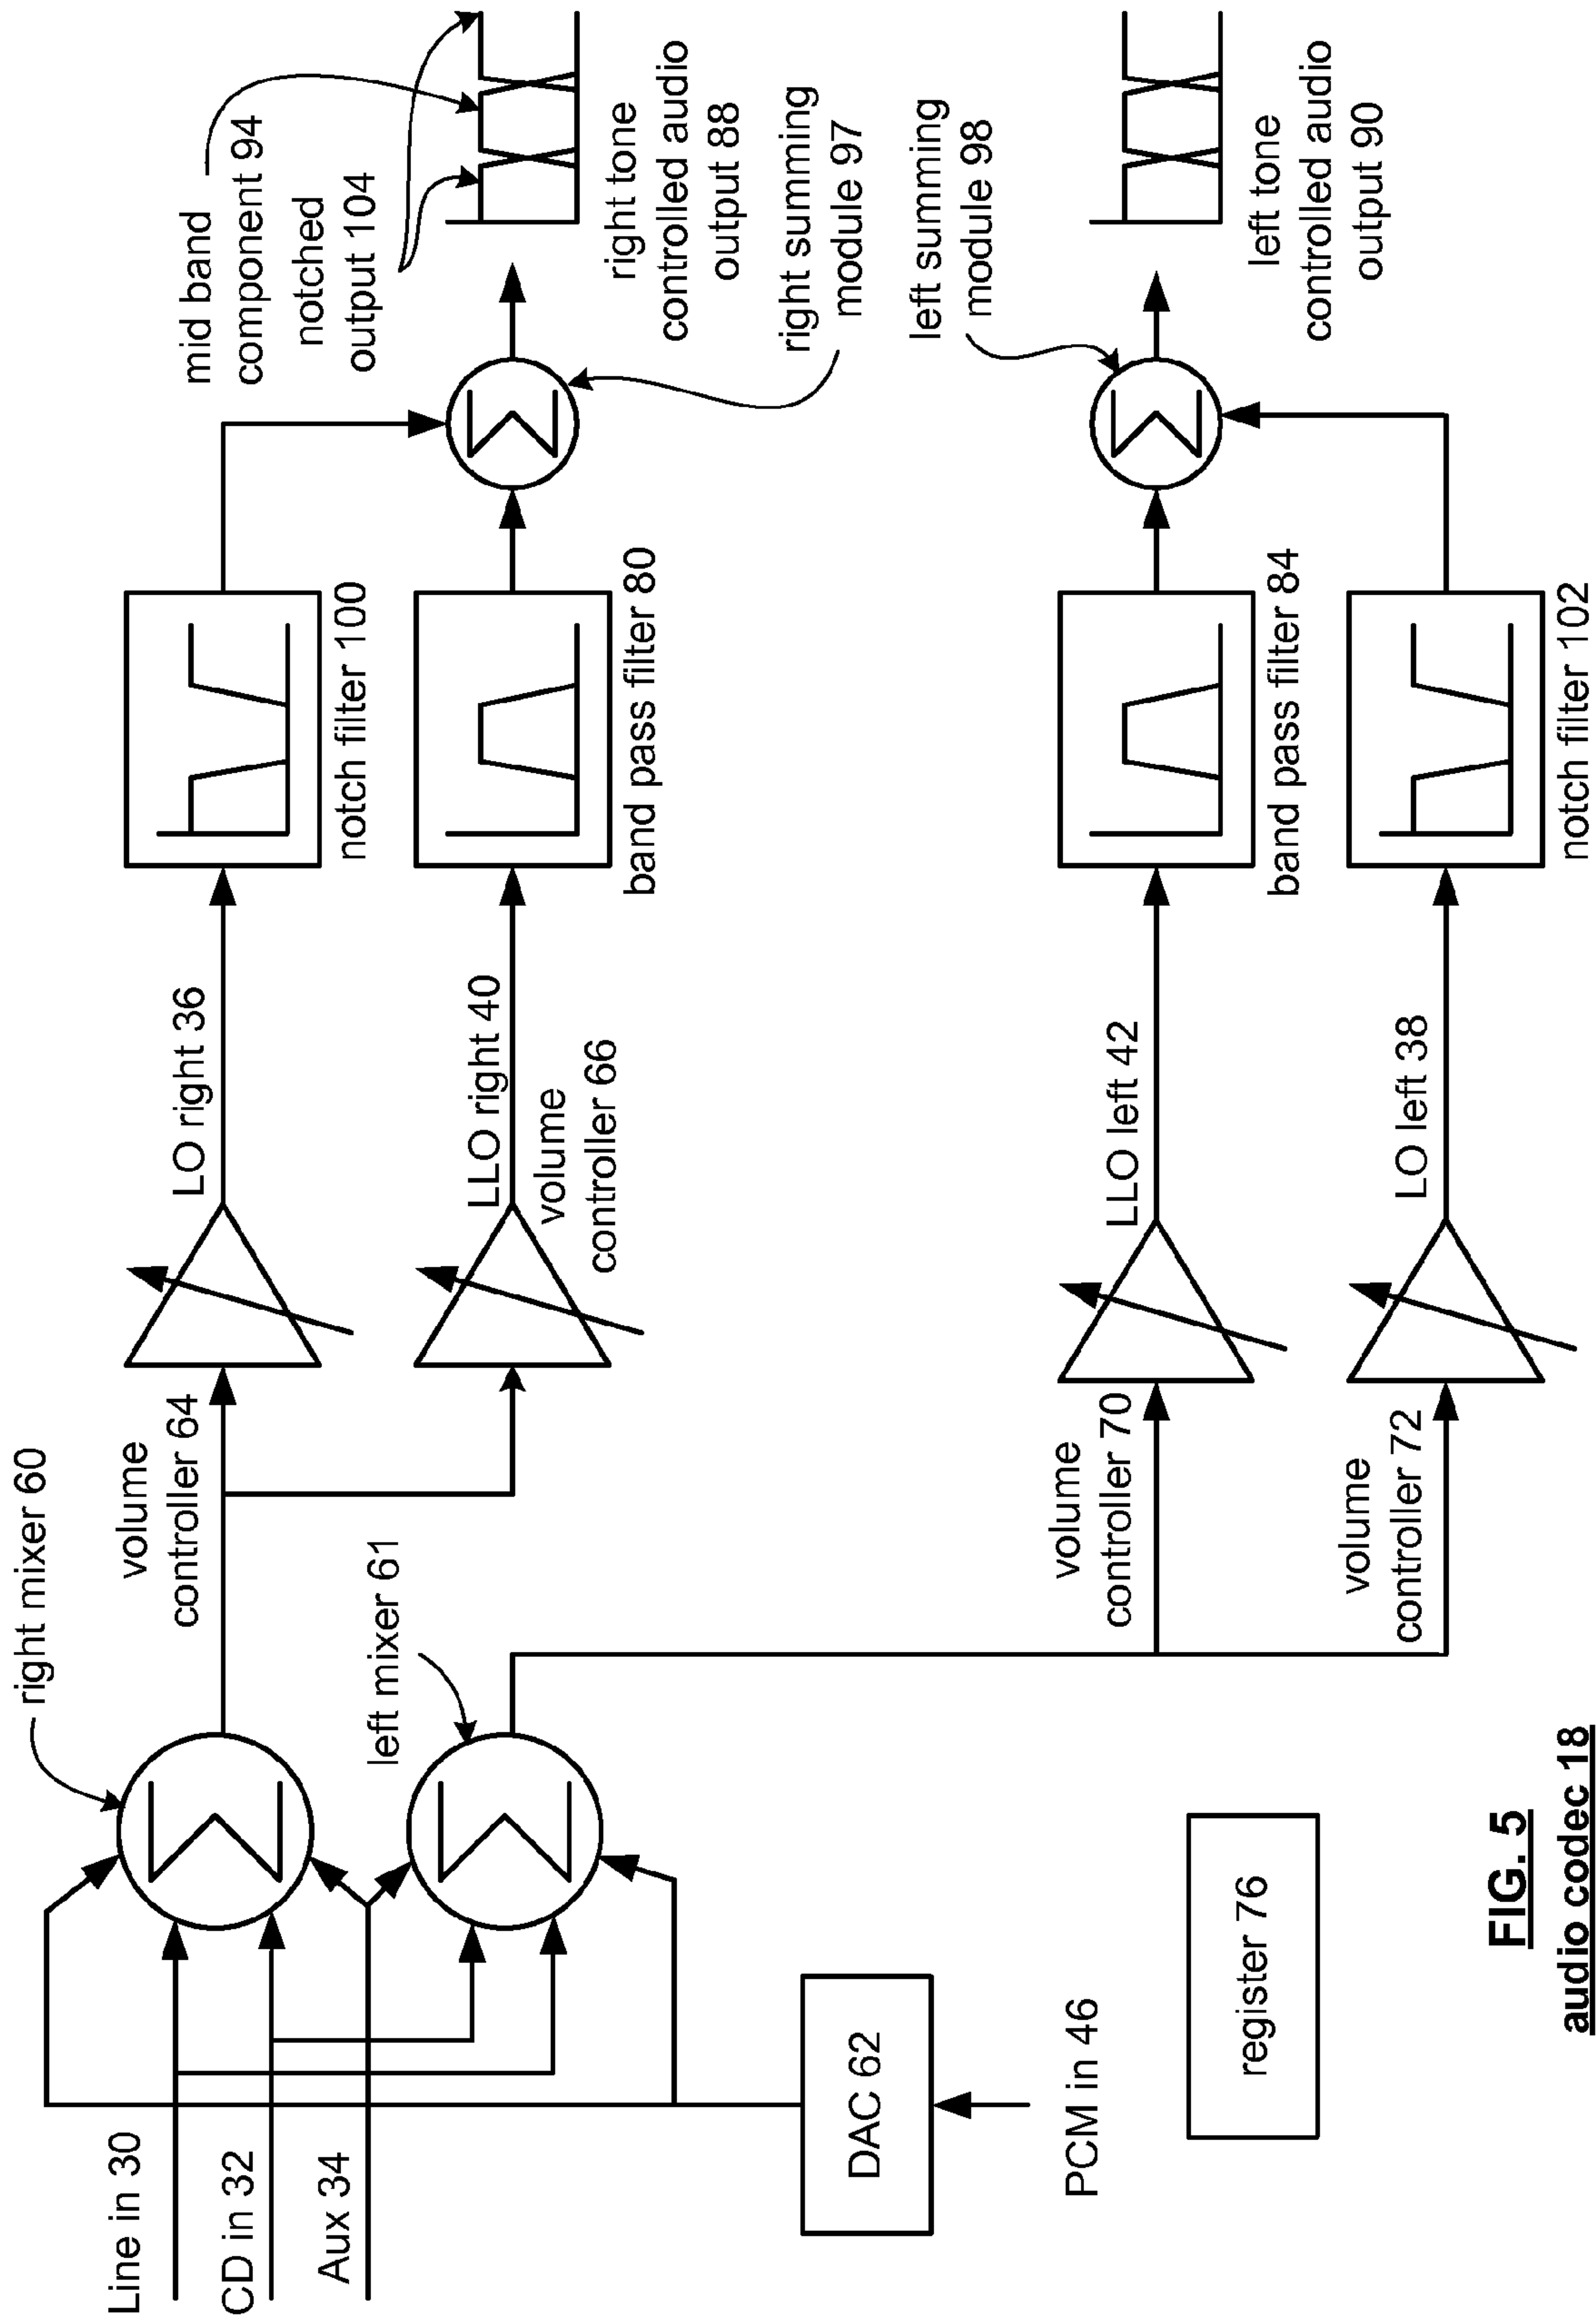 right mixer 60
volume
controller 64
LO right 36
notch filter 100
mid band
component 94
notched
output 104
Line in 30
CD in 32
Aux 34
left mixer 61
LLO right 40
volume
controller 66
band pass filter 80
right tone
controlled audio
output 88
right summing
module 97
left summing
module 98
DAC 62
PCM in 46
volume
controller 70
LLO left 42
band pass filter 84
left tone
controlled audio
output 90
register 76
volume
controller 72
LO left 38
notch filter 102
FIG. 5
audio codec 18